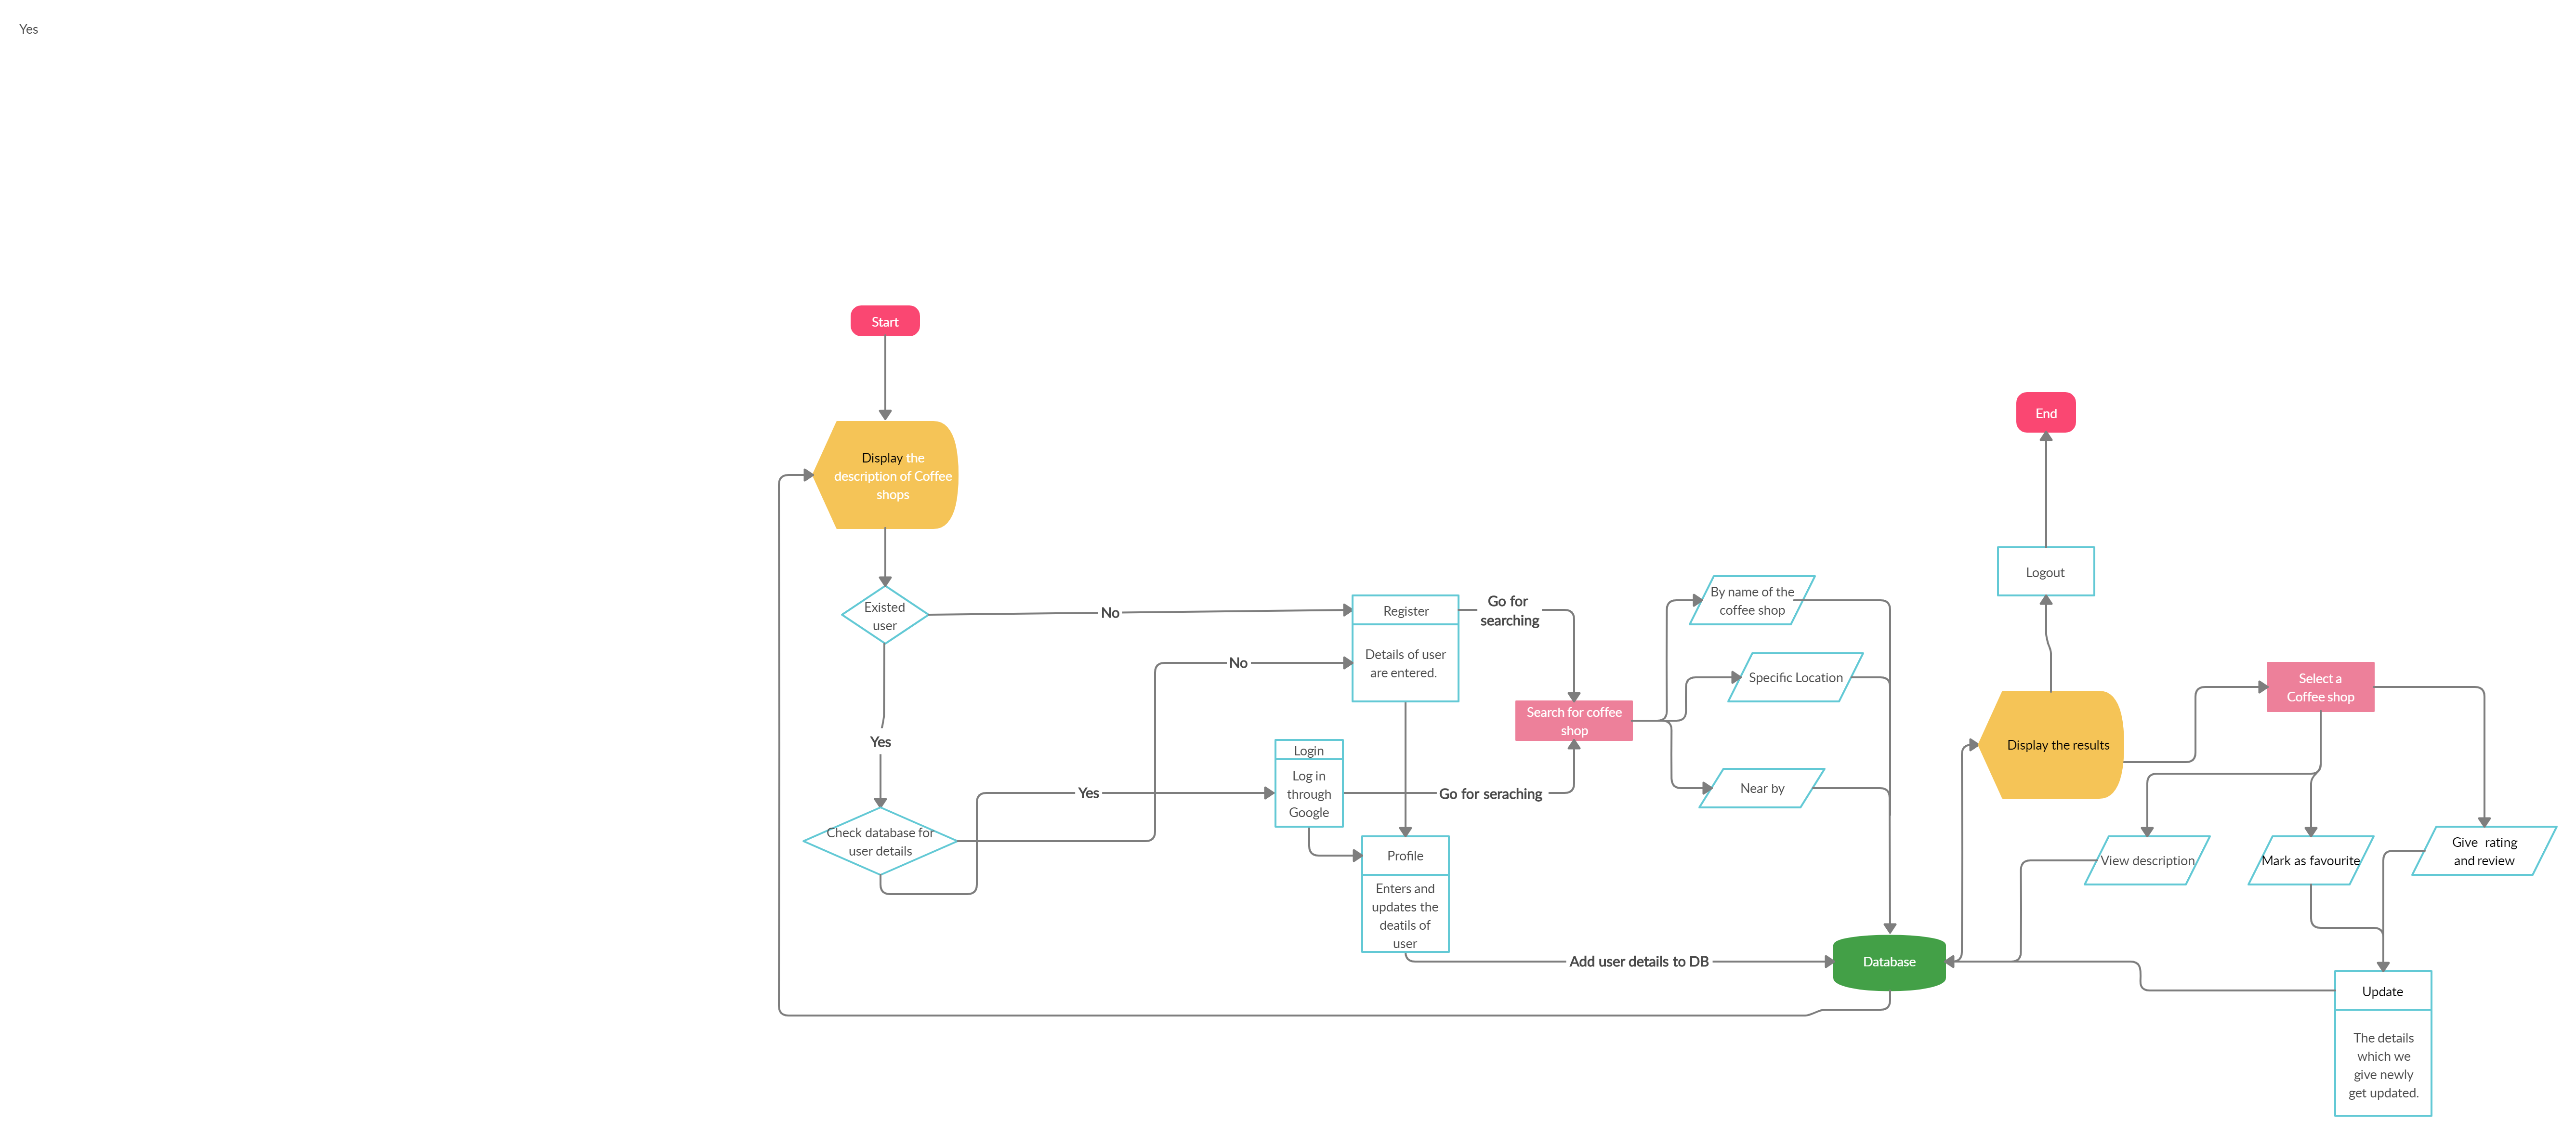 Yes
Start
Display the
description of Coffee
shops
Existed
user
No
Yes
Check database for
user details
No
Yes
Register
Details of user
are entered.
Go for
searching
Login
Log in
through
Google
Go for seraching
Profile
Enters and
updates the
deatils of
user
Add user details to DB
Search for coffee
shop
By name of the
coffee shop
Specific Location
Near by
Database
End
Logout
Display the results
Select a
Coffee shop
View description
Mark as favourite
Give  rating
and review
Update
The details
which we
give newly
get updated.